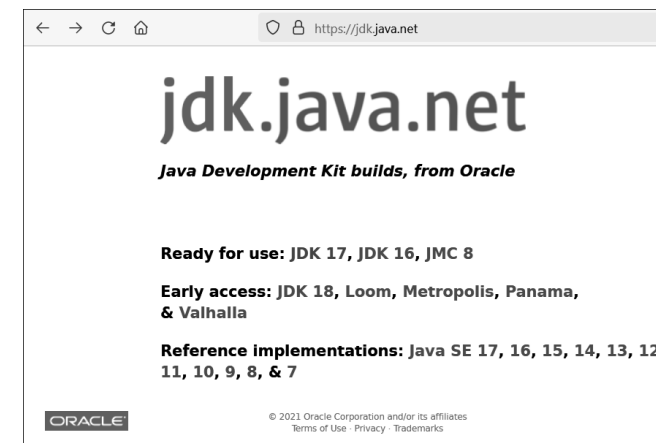 https://jdk.java.net
jdk.java.net
Java Development Kit builds, from Oracle
Ready for use: JDK 17, JDK 16, JMC 8
Early access: JDK 18, Loom, Metropolis, Panama,
& Valhalla
Reference implementations: Java SE 17, 16, 15, 14, 13, 12
11, 10, 9, 8, & 7
ORACLE
© 2021 Oracle Corporation and/or its affiliates
Terms of Use · Privacy · Trademarks